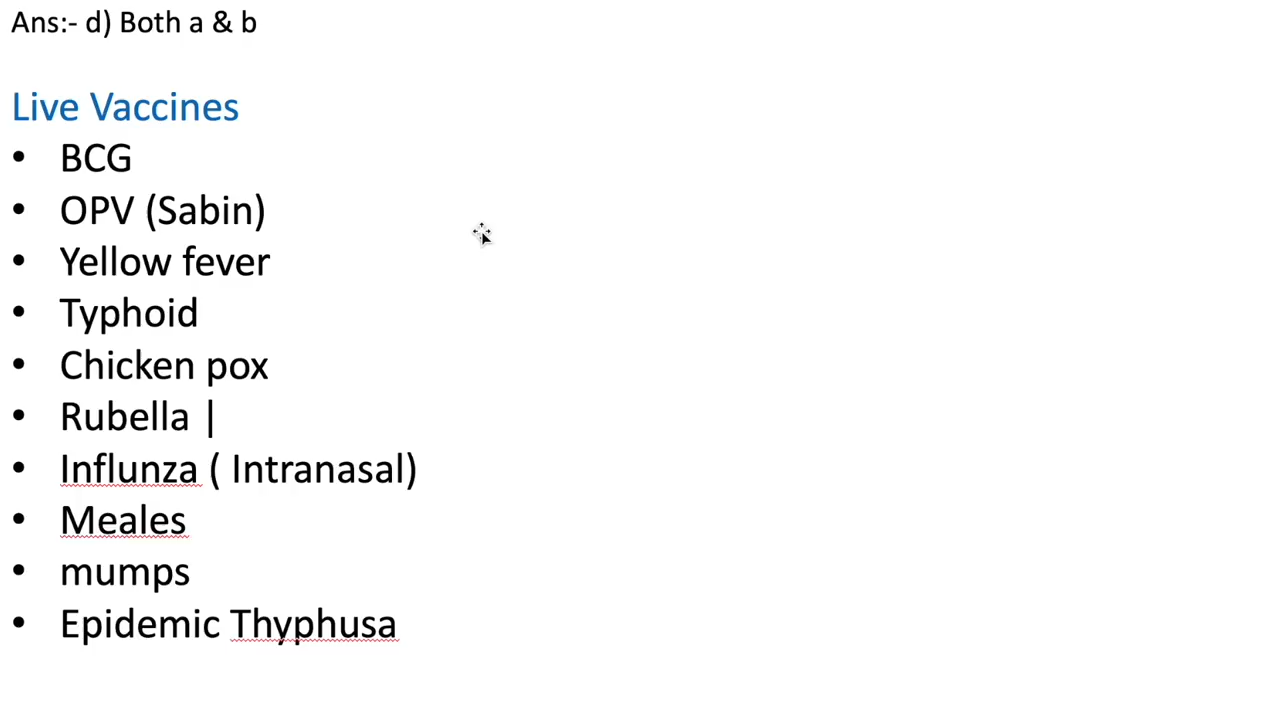 Ans:- d) Both a & b
Live Vaccines
• BCG
• OPV (Sabin)
• Yellow fever
• Typhoid
• Chicken pox
• Rubella |
• Influnza ( Intranasal)
• Meales
• mumps
• Epidemic Thyphusa